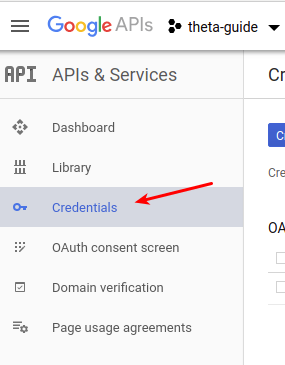 Google APIs theta-guide
API APIs & Services
Cr
Dashboard
Library
Credentials
OAuth consent screen
Domain verification
Page usage agreements
C
Cre
OA